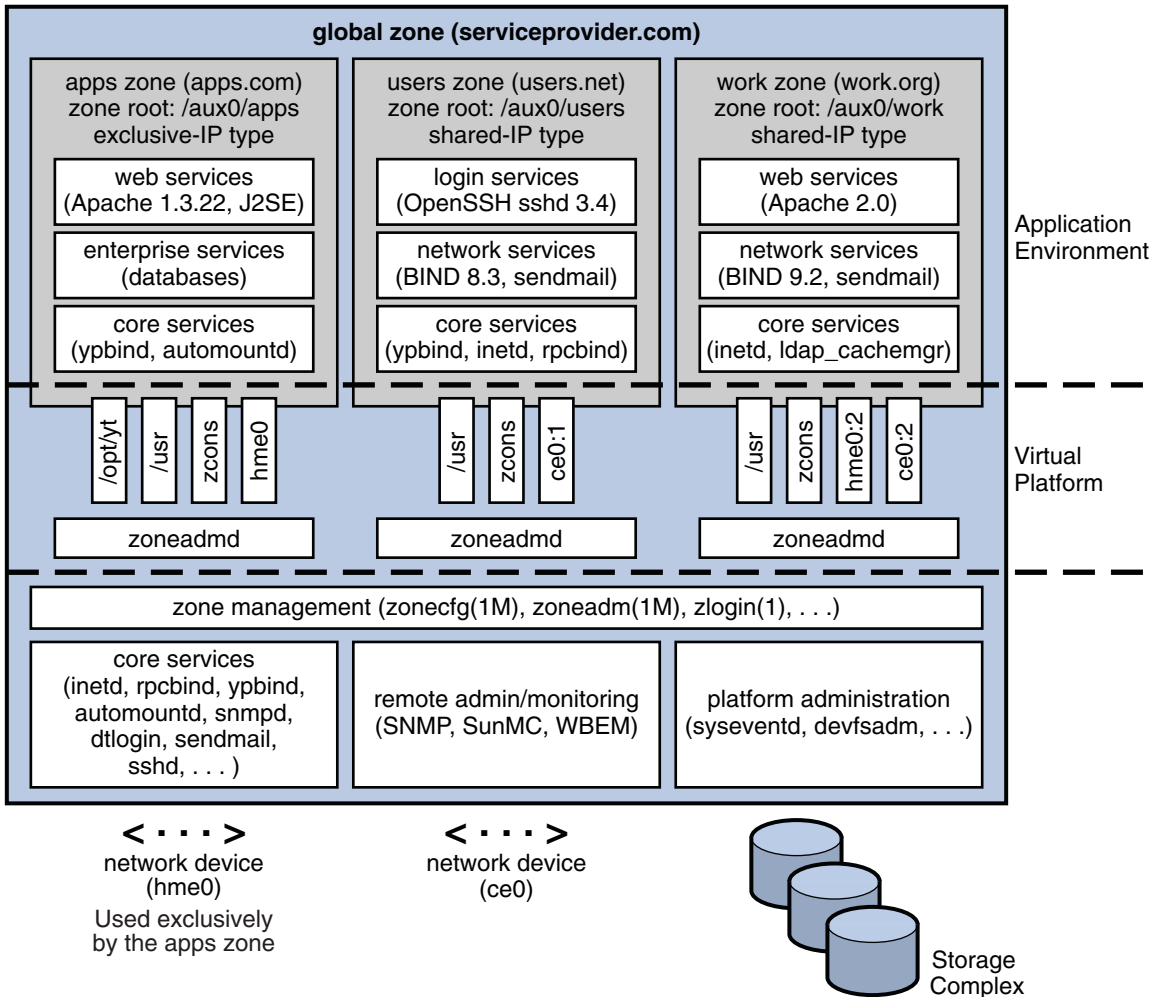 global zone (serviceprovider.com)
apps zone (apps.com)
zone root: /aux0/apps
exclusive-IP type
web services
(Apache 1.3.22, J2SE)
enterprise services
(databases)
core services
(ypbind, automountd)
users zone (users.net)
zone root: /aux0/users
shared-IP type
login services
(OpenSSH sshd 3.4)
network services
(BIND 8.3, sendmail)
core services
(ypbind, inetd, rpcbind)
work zone (work.org)
zone root: /aux0/work
shared-IP type
web services
(Apache 2.0)
network services
(BIND 9.2, sendmail)
core services
(inetd, ldap_cachemgr)
Application
Environment
/opt/yt
/usr
zcons
hme0
zoneadmd
/usr
zcons
ce0:1
zoneadmd
/usr
zcons
hme0:2
ce0:2
zoneadmd
Virtual
Platform
zone management (zonecfg(1M), zoneadm(1M), zlogin(1), . . .)
core services
(inetd, rpcbind, ypbind,
automountd, snmpd,
dtlogin, sendmail,
sshd, . . . )
remote admin/monitoring
(SNMP, SunMC, WBEM)
platform administration
(syseventd, devfsadm, . . .)
<···>
network device
(hme0)
Used exclusively
by the apps zone
<···>
network device
(ce0)
Storage
Complex